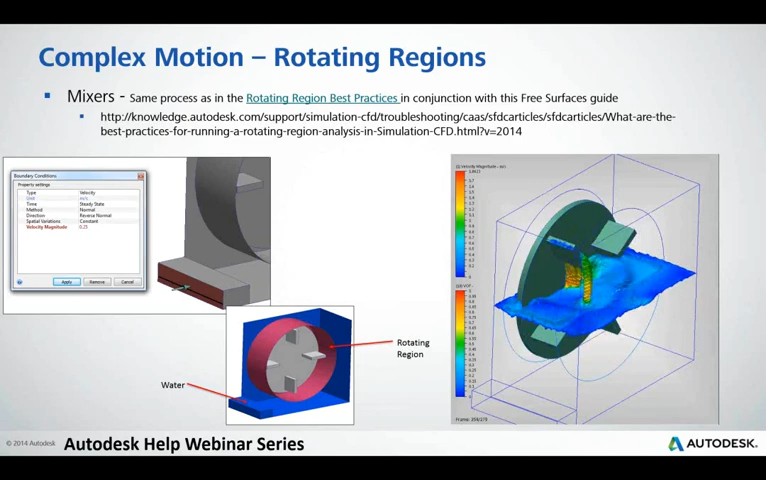 Complex Motion – Rotating Regions
Mixers - Same process as in the Rotating Region Best Practices in conjunction with this Free Surfaces guide
http://knowledge.autodesk.com/support/simulation-cfd/troubleshooting/caas/sfdcarticles/sfdcarticles/What-are-the-
best-practices-for-running-a-rotating-region-analysis-in-Simulation-CFD.html?v=2014
Boundary Conditions
Property settings
Type Velocity
Unit m/s
Time Steady State
Method Normal
Direction Reverse Normal
Spatial Variations Constant
Velocity Magnitude 0.25
Apply Remove Cancel
Velocity Magnitude - m/s
Rotating
Region
Water
© 2014 Autodesk
Autodesk Help Webinar Series
AUTODESK.